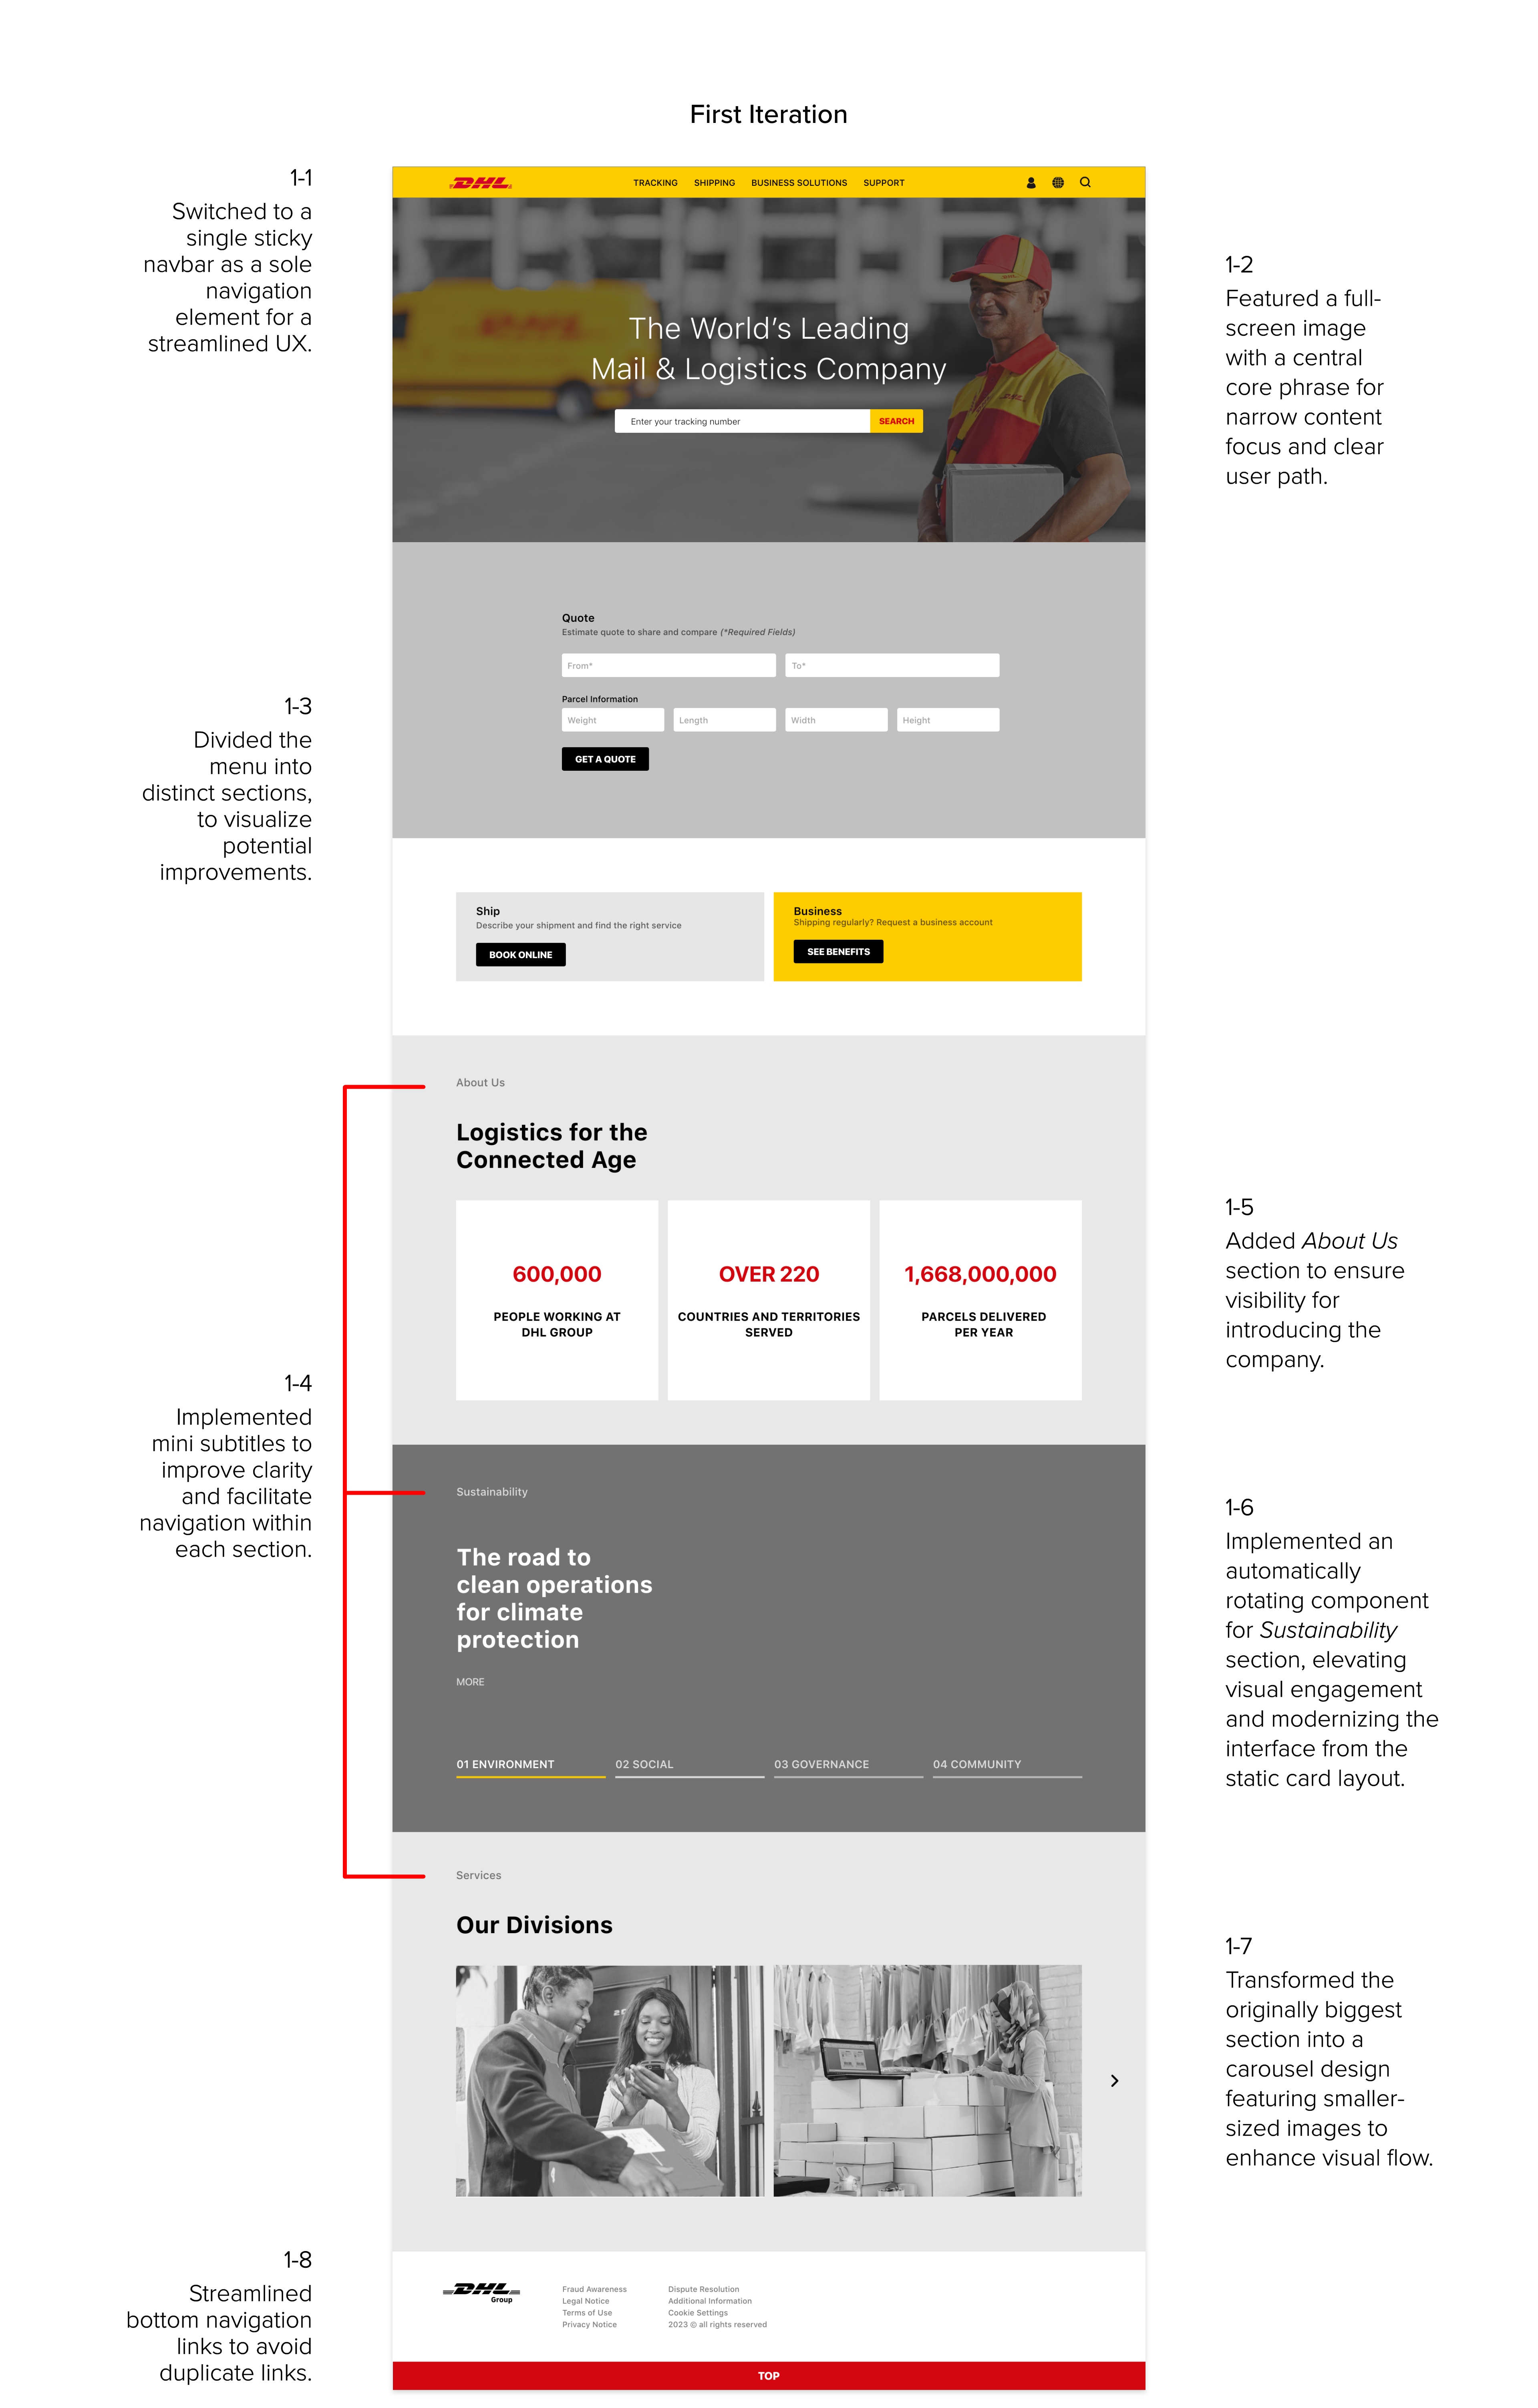 First Iteration
1-1
Switched to a
single sticky
navbar as a sole
navigation
element for a
streamlined UX.
DHL
TRACKING SHIPPING BUSINESS SOLUTIONS SUPPORT
1-2
Featured a full-
screen image
with a central
core phrase for
narrow content
focus and clear
user path.
The World's Leading
Mail & Logistics Company
Enter your tracking number SEARCH
1-3
Divided the
menu into
distinct sections,
to visualize
potential
improvements.
Quote
Estimate quote to share and compare (*Required Fields)
From* To*
Parcel Information
Weight Length Width Height
GET A QUOTE
Ship
Describe your shipment and find the right service
BOOK ONLINE
Business
Shipping regularly? Request a business account
SEE BENEFITS
1-4
Implemented
mini subtitles to
improve clarity
and facilitate
navigation within
each section.
About Us
Logistics for the
Connected Age
600,000
PEOPLE WORKING AT
DHL GROUP
OVER 220
COUNTRIES AND TERRITORIES
SERVED
1,668,000,000
PARCELS DELIVERED
PER YEAR
1-5
Added About Us
section to ensure
visibility for
introducing the
company.
Sustainability
The road to
clean operations
for climate
protection
MORE
01 ENVIRONMENT 02 SOCIAL 03 GOVERNANCE 04 COMMUNITY
1-6
Implemented an
automatically
rotating component
for Sustainability
section, elevating
visual engagement
and modernizing the
interface from the
static card layout.
Services
Our Divisions
1-7
Transformed the
originally biggest
section into a
carousel design
featuring smaller-
sized images to
enhance visual flow.
1-8
Streamlined
bottom navigation
links to avoid
duplicate links.
DHL
Group
Fraud Awareness
Legal Notice
Terms of Use
Privacy Notice
Dispute Resolution
Additional Information
Cookie Settings
2023 © all rights reserved
TOP